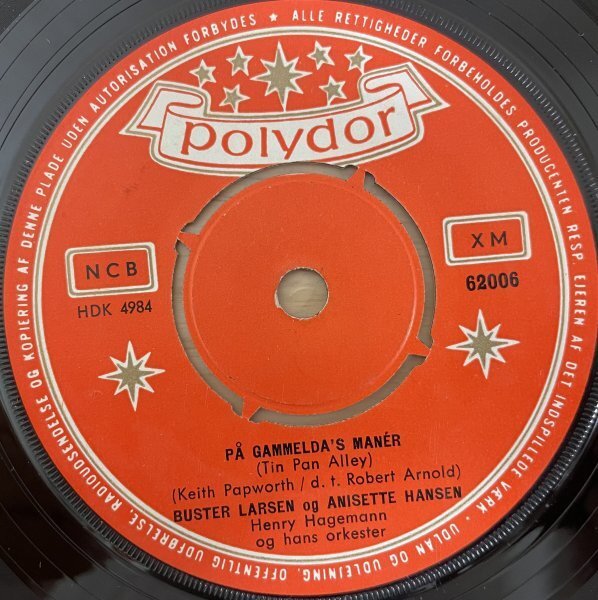 ALLE RETTIGHEDER FORBEHOLDES PRODUCENTEN RESP. EJEREN AF DET INDSPILLEDE VÆRK • UDLÅN OG UDLEJNING, OFFENTLIG UDFØRELSE, RADIOUDSENDELSE OG KOPIERING AF DENNE PLADE UDEN AUTORISATION FORBYDES •
polydor
NCB
HDK 4984
XM
62006
PÅ GAMMELDA'S MANÉR
(Tin Pan Alley)
(Keith Papworth / d. t. Robert Arnold)
BUSTER LARSEN og ANISETTE HANSEN
Henry Hagemann
og hans orkester